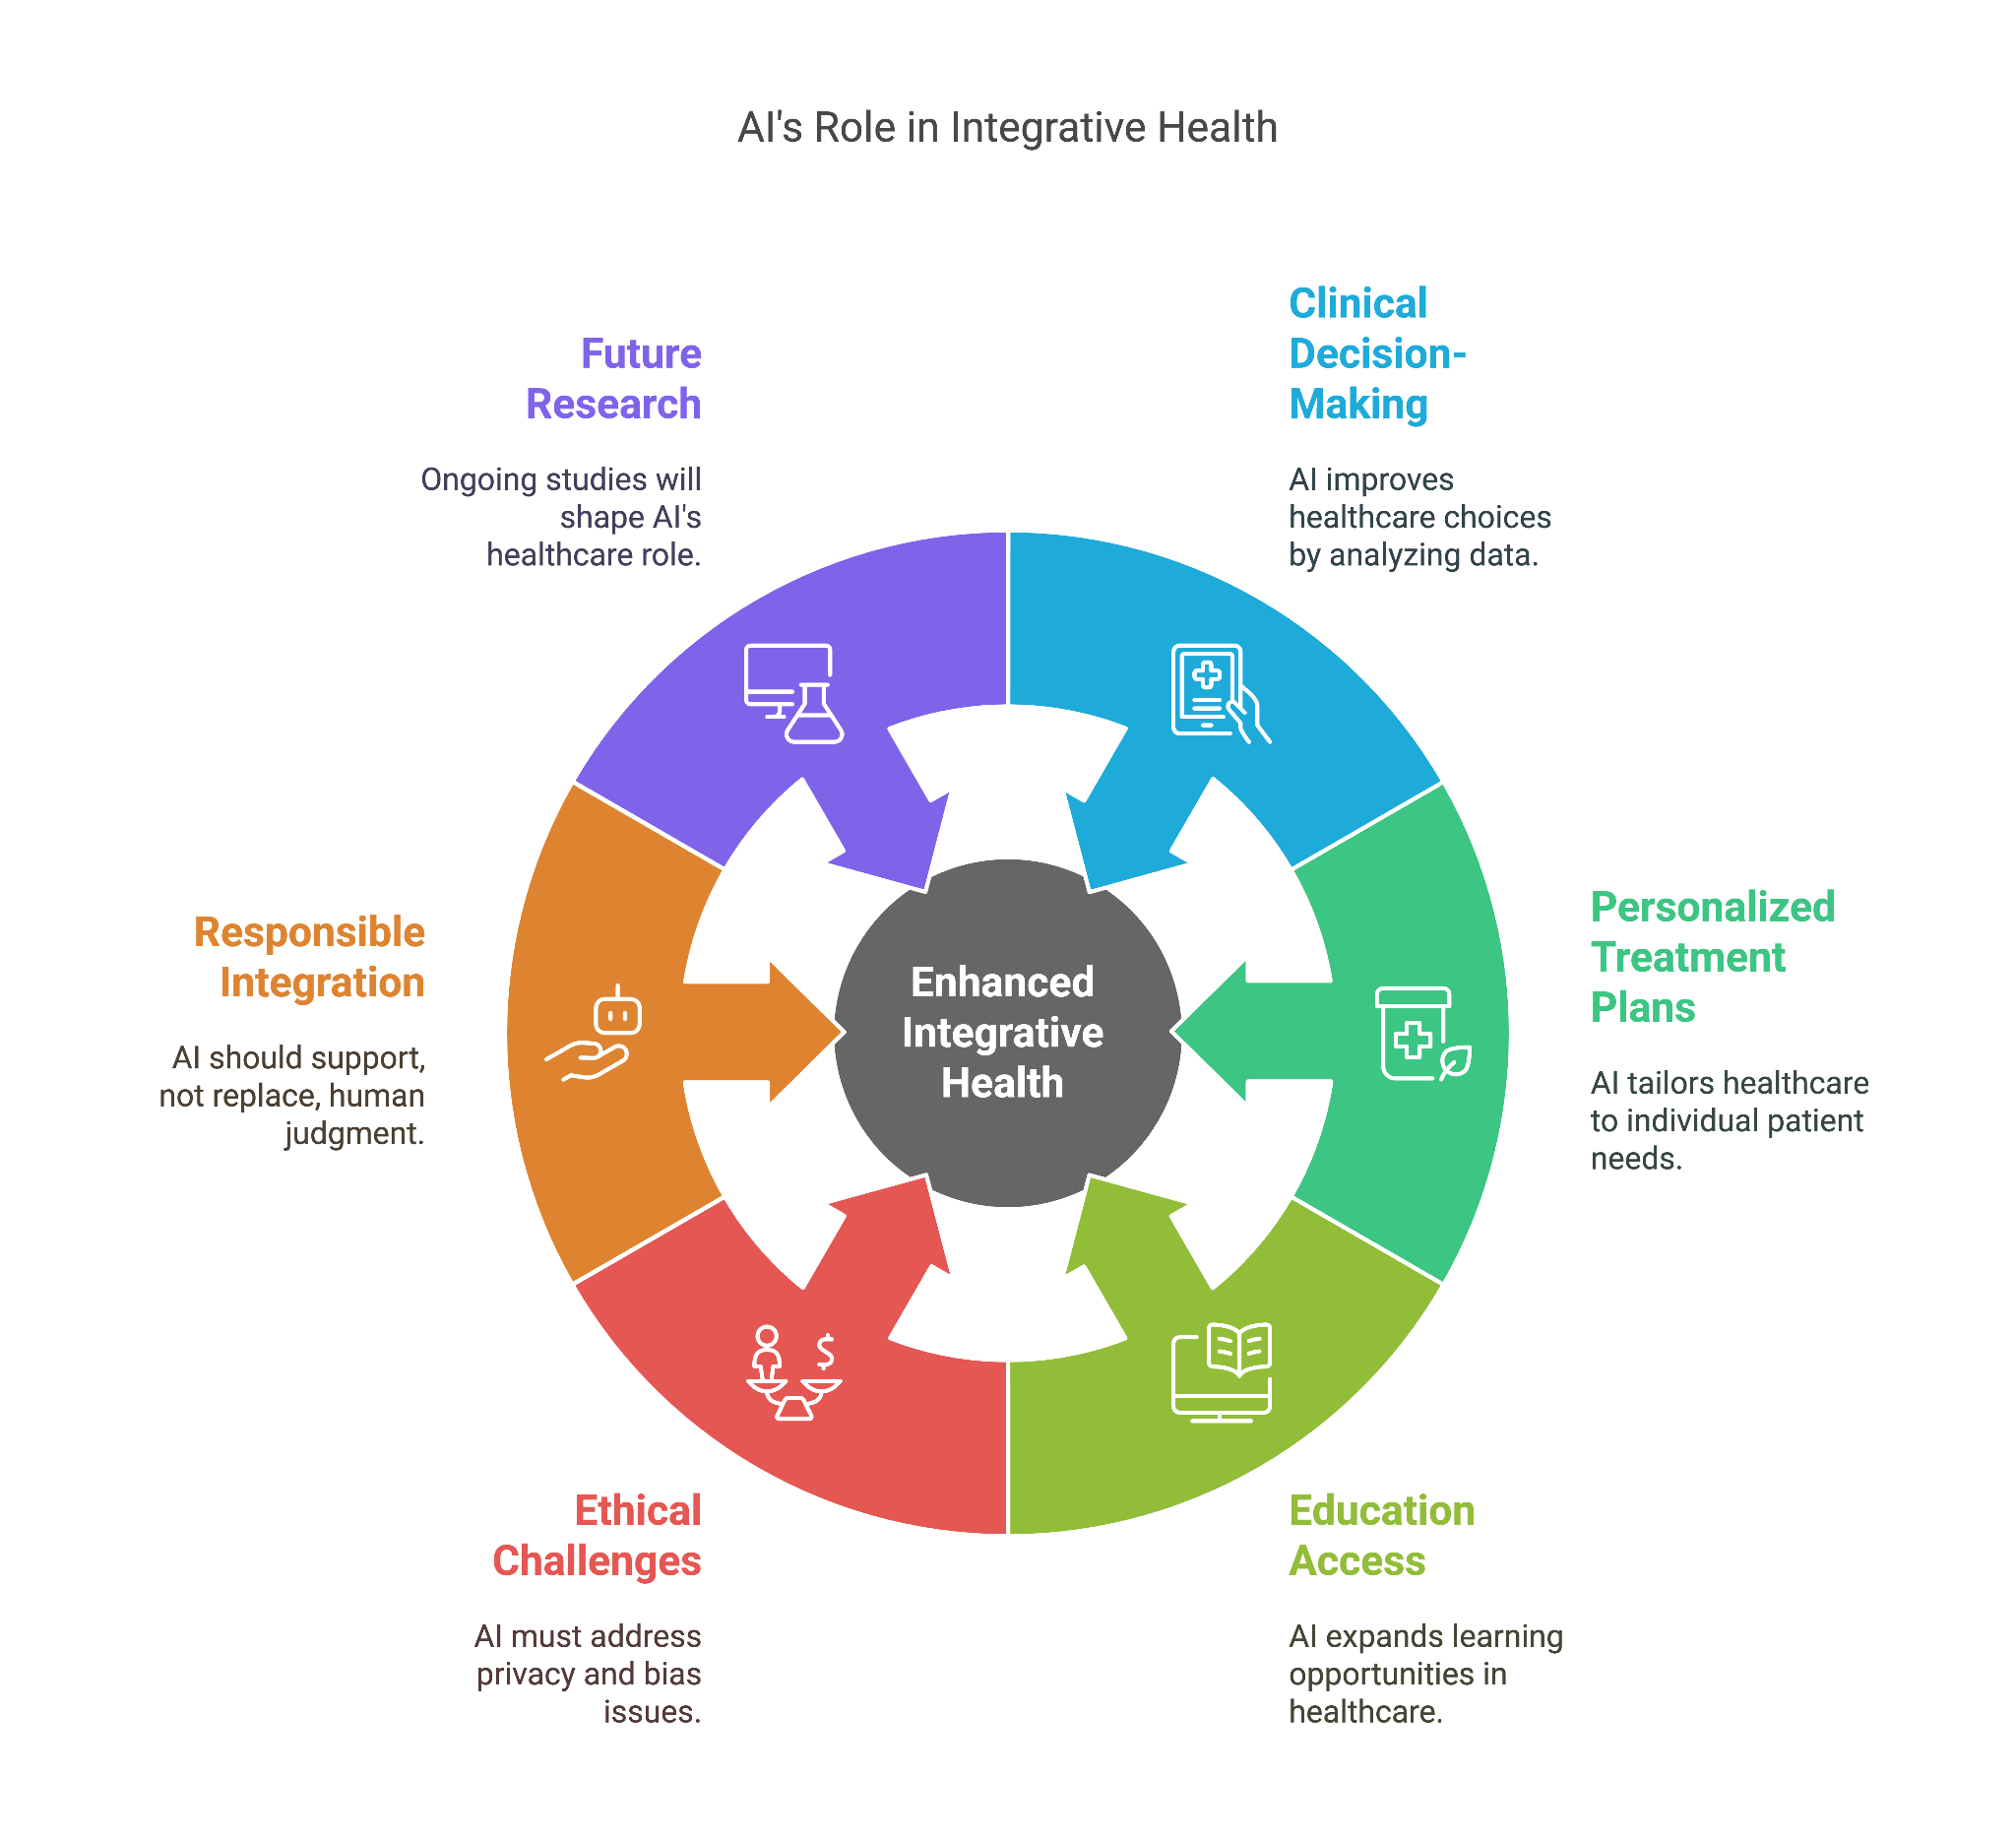 AI's Role in Integrative Health
Clinical
Decision-
Making
AI improves
healthcare choices
by analyzing data.
Personalized
Treatment
Plans
AI tailors healthcare
to individual patient
needs.
Education
Access
AI expands learning
opportunities in
healthcare.
Ethical
Challenges
AI must address
privacy and bias
issues.
Responsible
Integration
AI should support,
not replace, human
judgment.
Future
Research
Ongoing studies will
shape AI's
healthcare role.
Enhanced
Integrative
Health
$